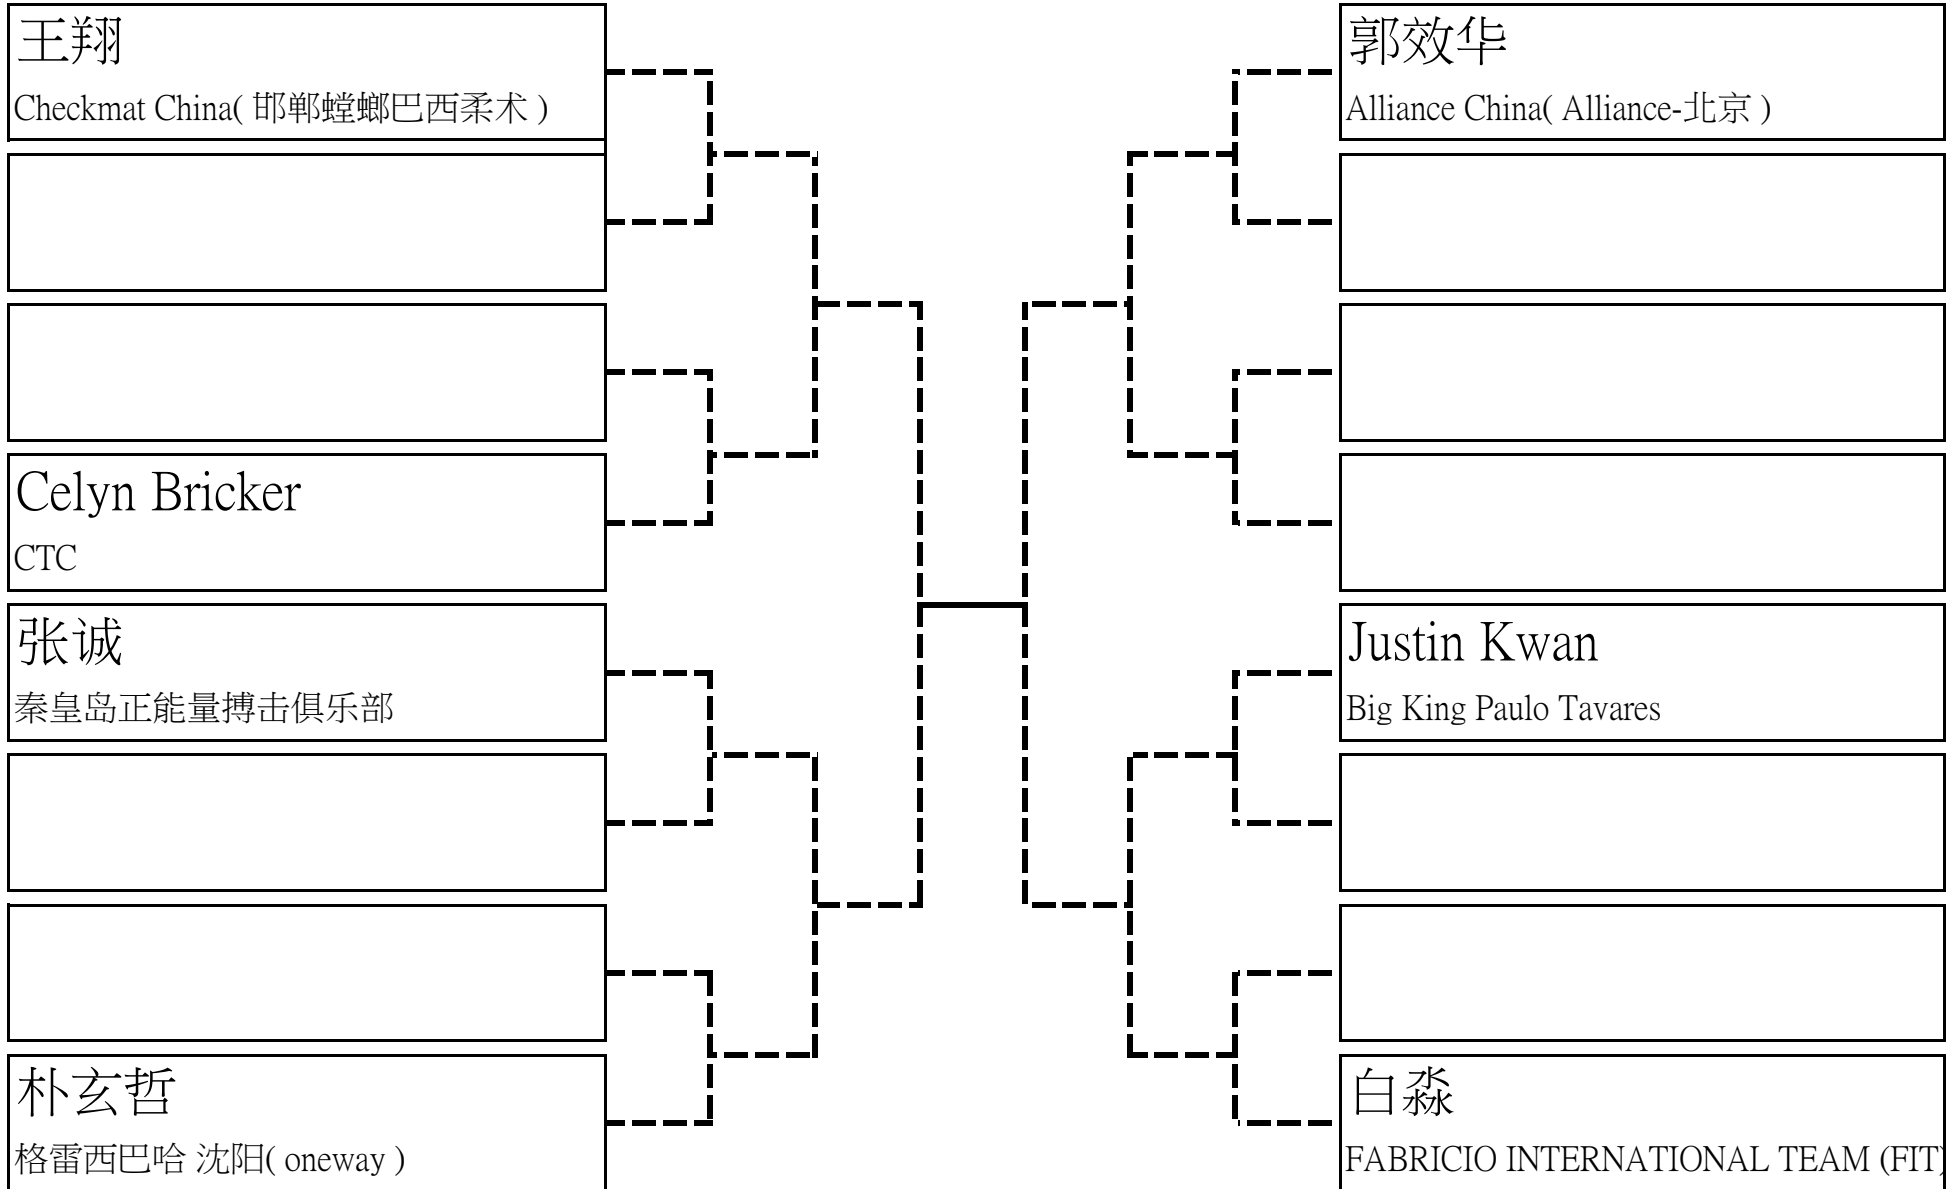 王翔
Checkmat China( 邯郸螳螂巴西柔术 )
Celyn Bricker
CTC
张诚
秦皇岛正能量搏击俱乐部
朴玄哲
格雷西巴哈 沈阳( oneway )
郭效华
Alliance China( Alliance-北京 )
Justin Kwan
Big King Paulo Tavares
白淼
FABRICIO INTERNATIONAL TEAM (FIT)